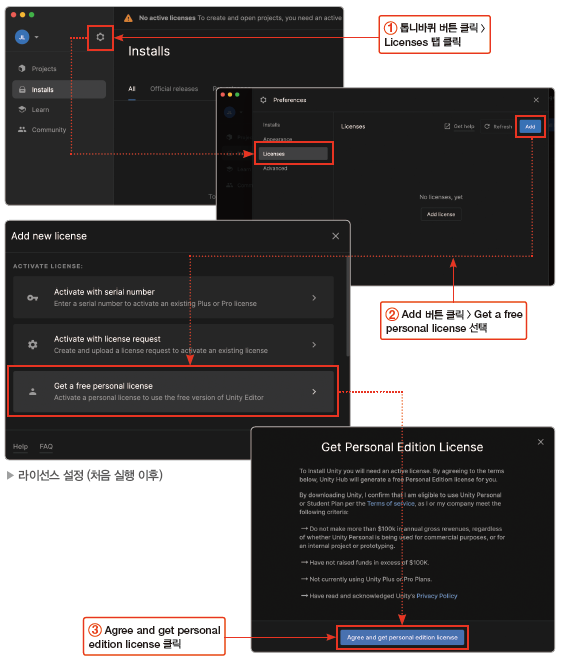 No active licenses To create and open projects, you need an active
JL
Installs
Projects
Installs
Learn
Community
All Official releases
① 톱니바퀴 버튼 클릭 >
Licenses 탭 클릭
Preferences
Installs
Appearance
Licenses
Advanced
Licenses
Get help
Refresh
Add
No licenses, yet
Add license
② Add 버튼 클릭 > Get a free
personal license 선택
Add new license
ACTIVATE LICENSE:
Activate with serial number
Enter a serial number to activate an existing Plus or Pro license
Activate with license request
Create and upload a license request to activate an existing license
Get a free personal license
Activate a personal license to use the free version of Unity Editor
Help FAQ
▶ 라이선스 설정 (처음 실행 이후)
Get Personal Edition License
To Install Unity you will need an active license. By agreeing to the terms
below, Unity Hub will generate a free Personal Edition license for you.
By downloading Unity, I confirm that I am eligible to use Unity Personal
or Student Plan per the Terms of service, as I or my company meet the
following criteria:
→ Do not make more than $100k in annual gross revenues, regardless
of whether Unity Personal is being used for commercial purposes, or for
an internal project or prototyping.
→ Have not raised funds in excess of $100K.
→ Not currently using Unity Plus or Pro Plans.
→ Have read and acknowledged Unity's Privacy Policy
Agree and get personal edition license
③ Agree and get personal
edition license 클릭